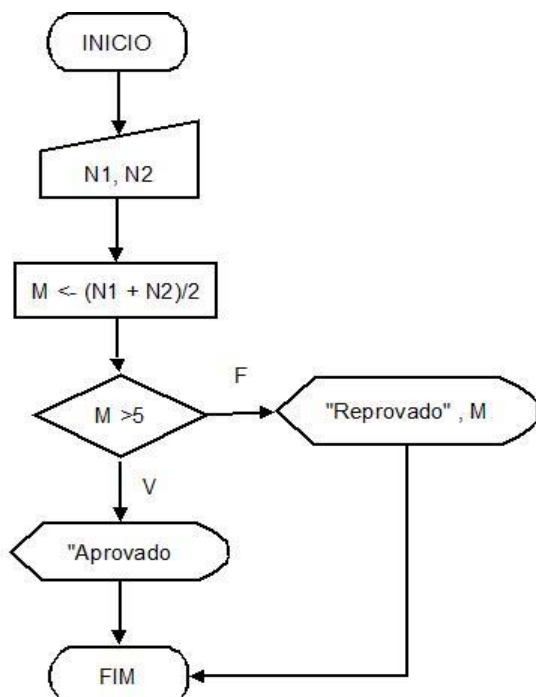 INICIO
N1, N2
M <- (N1 + N2)/2
M >5
F
"Reprovado" , M
V
"Aprovado
FIM